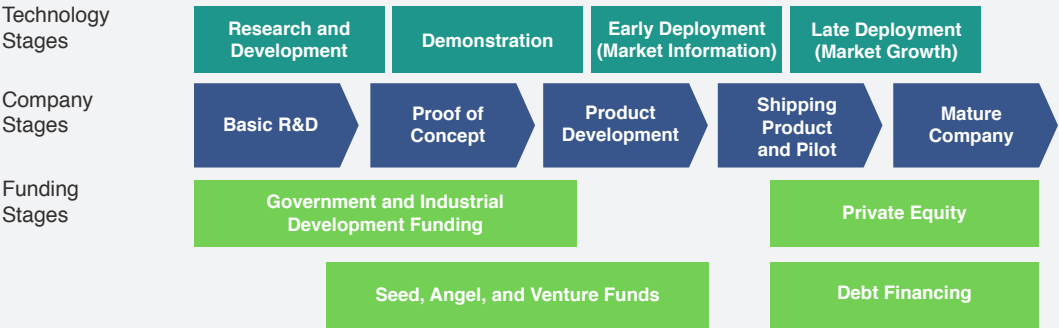 Technology
Stages
Research and
Development
Demonstration
Early Deployment
(Market Information)
Late Deployment
(Market Growth)
Company
Stages
Basic R&D
Proof of
Concept
Product
Development
Shipping
Product
and Pilot
Mature
Company
Funding
Stages
Government and Industrial
Development Funding
Private Equity
Seed, Angel, and Venture Funds
Debt Financing